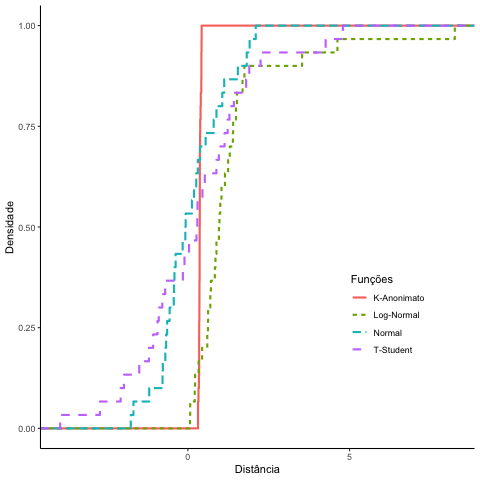 1.00
0.75
0.50
0.25
0.00
Densidade
0
5
Distância
Funções
K-Anonimato
Log-Normal
Normal
T-Student